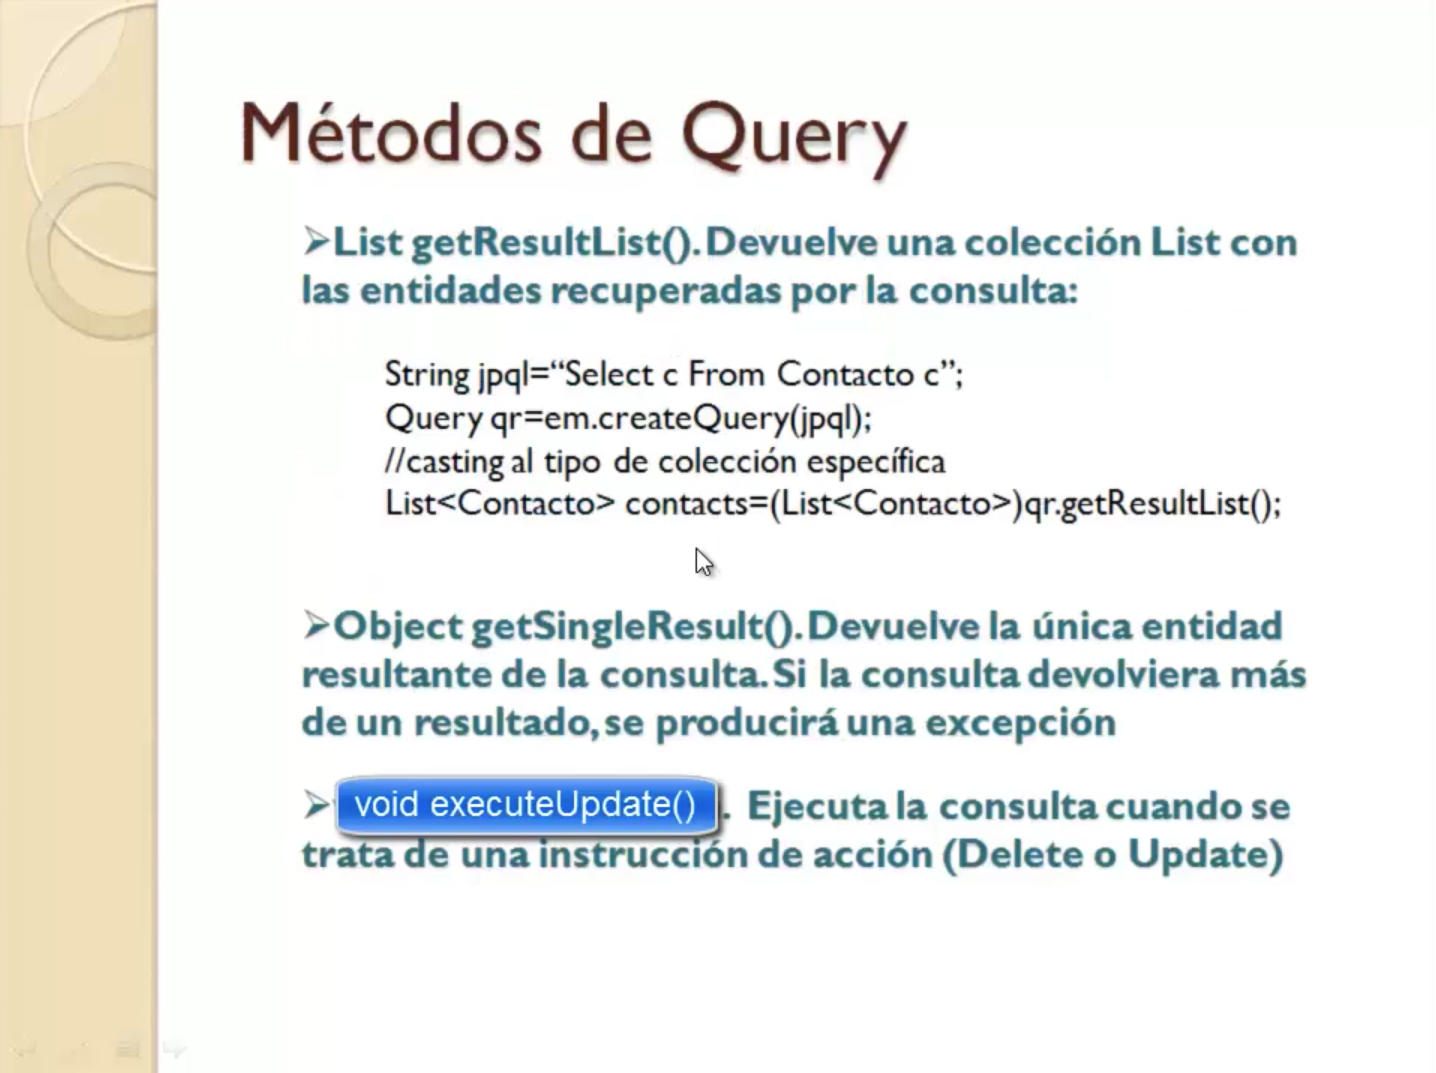 Métodos de Query
➢List getResultList(). Devuelve una colección List con
las entidades recuperadas por la consulta:
String jpql=“Select c From Contacto c”;
Query qr=em.createQuery(jpql);
//casting al tipo de colección específica
List<Contacto> contacts=(List<Contacto>)qr.getResultList();
➢Object getSingleResult(). Devuelve la única entidad
resultante de la consulta. Si la consulta devolviera más
de un resultado, se producirá una excepción
➢void executeUpdate(). Ejecuta la consulta cuando se
trata de una instrucción de acción (Delete o Update)